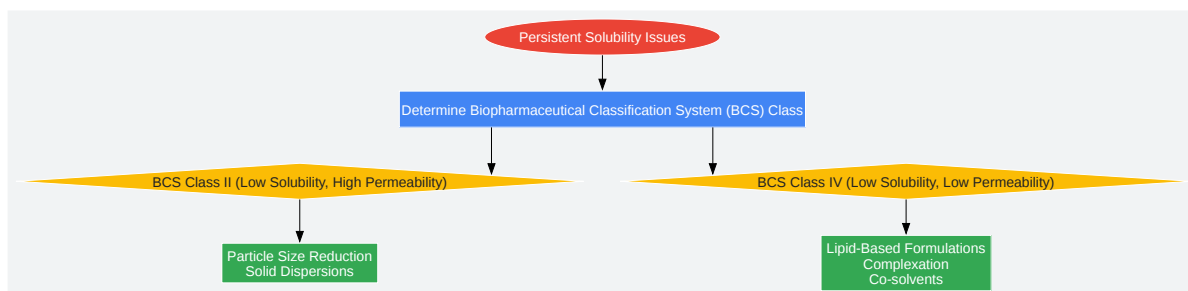 Persistent Solubility Issues
Determine Biopharmaceutical Classification System (BCS) Class
BCS Class II (Low Solubility, High Permeability)
BCS Class IV (Low Solubility, Low Permeability)
Particle Size Reduction
Solid Dispersions
Lipid-Based Formulations
Complexation
Co-solvents